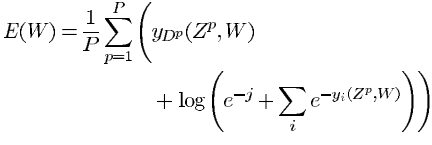 E(W) = \frac{1}{P} \sum_{p=1}^{P} \Bigg( y_{D^p}(Z^p, W)
+ \log \Bigg( e^{-j} + \sum_{i} e^{-y_i(Z^p, W)} \Bigg) \Bigg)